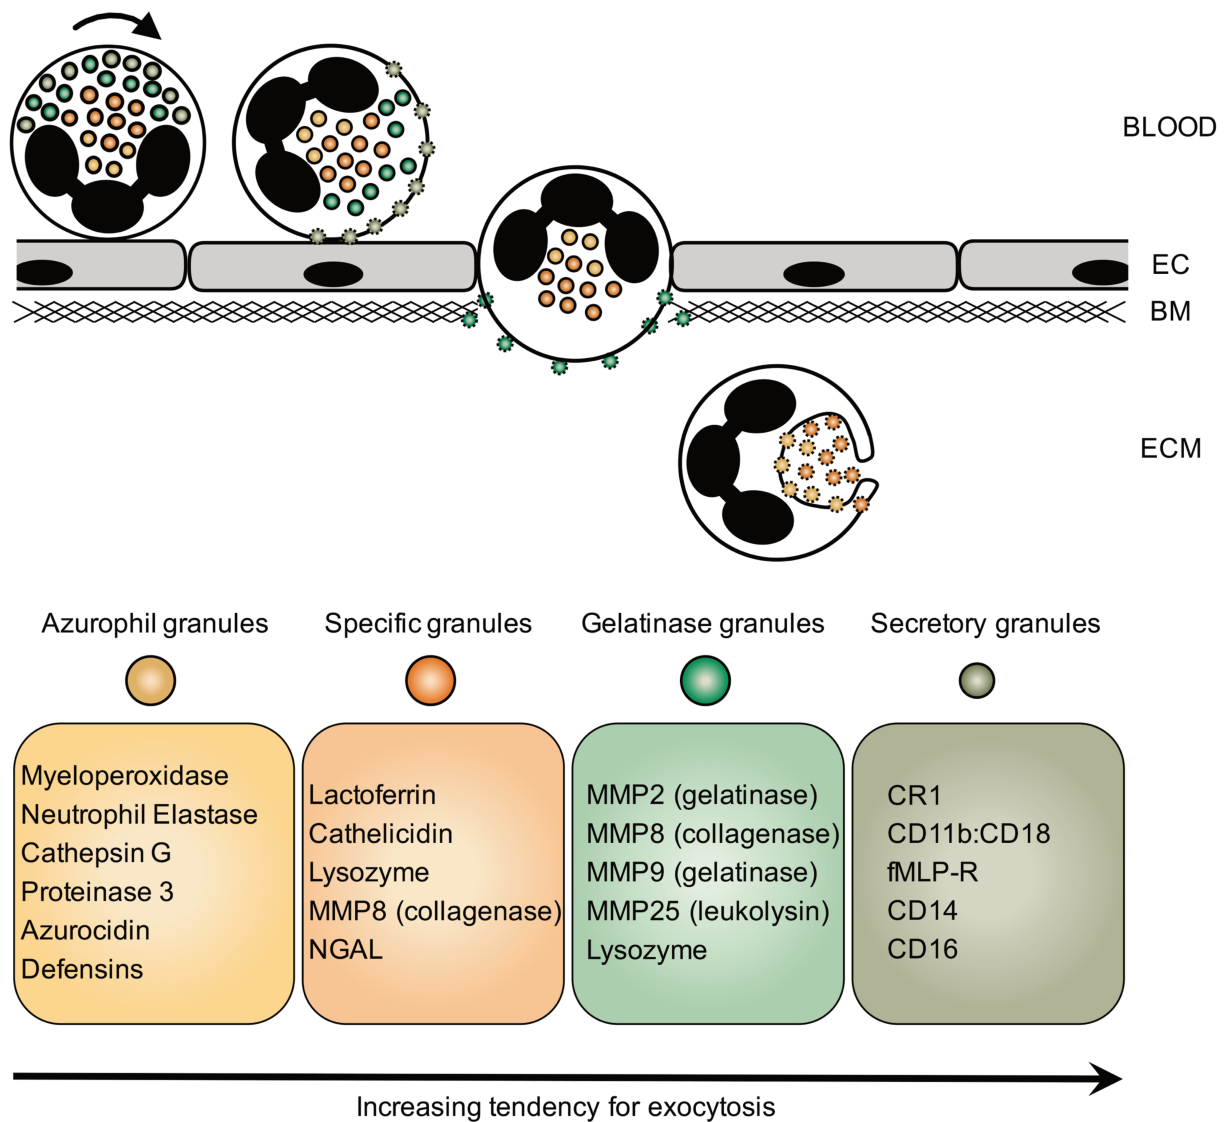 BLOOD
EC
BM
ECM
Azurophil granules
Specific granules
Gelatinase granules
Secretory granules
Myeloperoxidase
Neutrophil Elastase
Cathepsin G
Proteinase 3
Azurocidin
Defensins
Lactoferrin
Cathelicidin
Lysozyme
MMP8 (collagenase)
NGAL
MMP2 (gelatinase)
MMP8 (collagenase)
MMP9 (gelatinase)
MMP25 (leukolysin)
Lysozyme
CR1
CD11b:CD18
fMLP-R
CD14
CD16
Increasing tendency for exocytosis